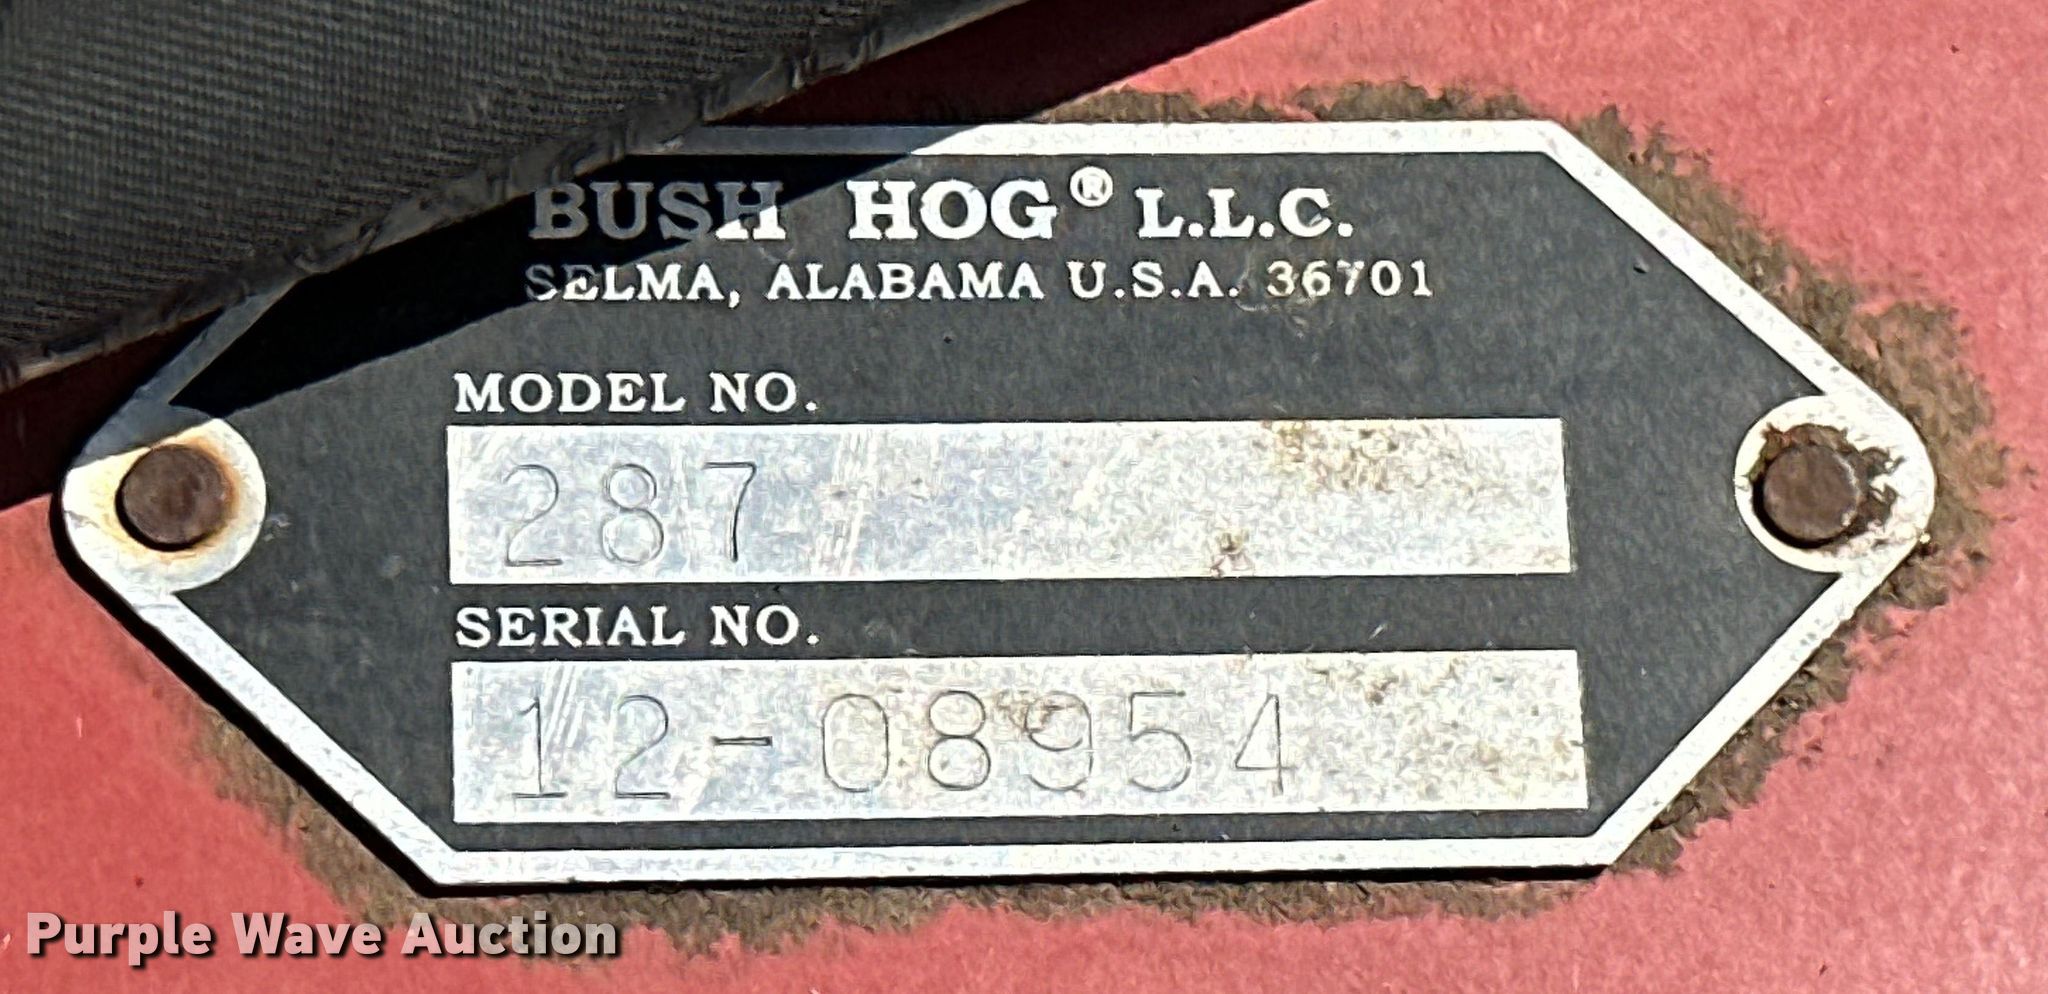 BUSH HOG® L.L.C.
SELMA, ALABAMA U.S.A. 36701
MODEL NO.
287
SERIAL NO.
12-08954
Purple Wave Auction